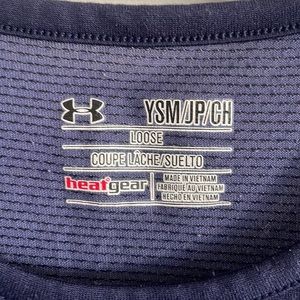 YSM/JP/CH
LOOSE
COUPE LÂCHE/SUELTO
heatgear
MADE IN VIETNAM
FABRIQUÉ AU VIETNAM
HECHO EN VIETNAM